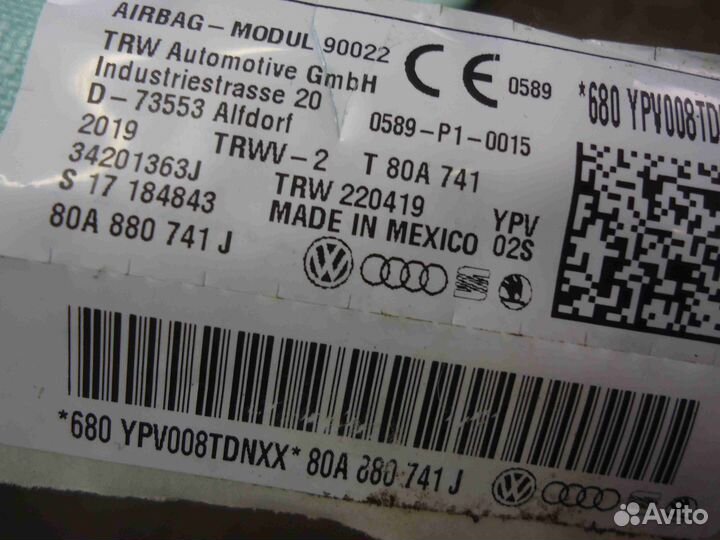 AIRBAG-MODUL 90022
TRW Automotive GmbH
Industriestrasse 20
D-73553 Alfdorf
2019 TRWV-2 T 80A 741
34201363J
S 17 184843 TRW 220419 YPV
80A 880 741 J MADE IN MEXICO 02S
CE 0589
0589-P1-0015
*680 YPV008TDN
*680 YPV008TDNXX*80A 880 741 J
Avito